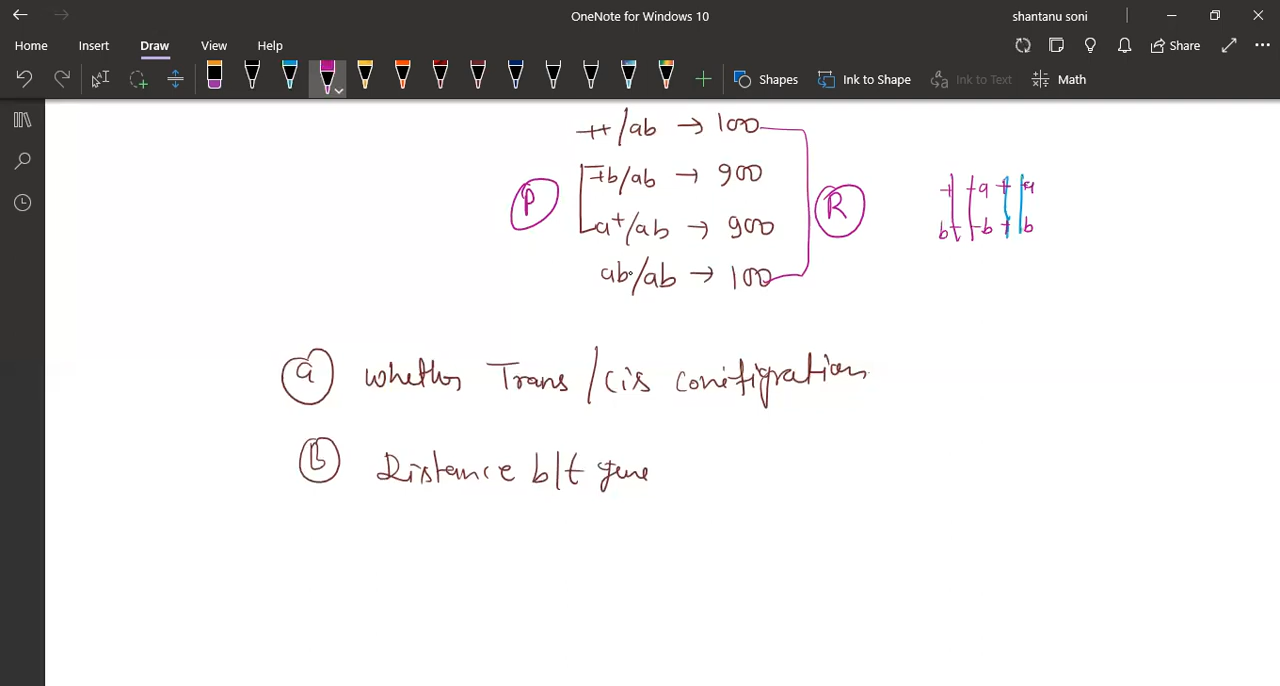 OneNote for Windows 10
shantanu soni
Home Insert Draw View Help
Share
Shapes Ink to Shape Ink to Text Math
++/ab → 100
+b/ab → 900
P R
a+/ab → 900
ab/ab → 100
+ + a + a
b + - b + b
a whether Trans/cis configration
B Distance b/t gene